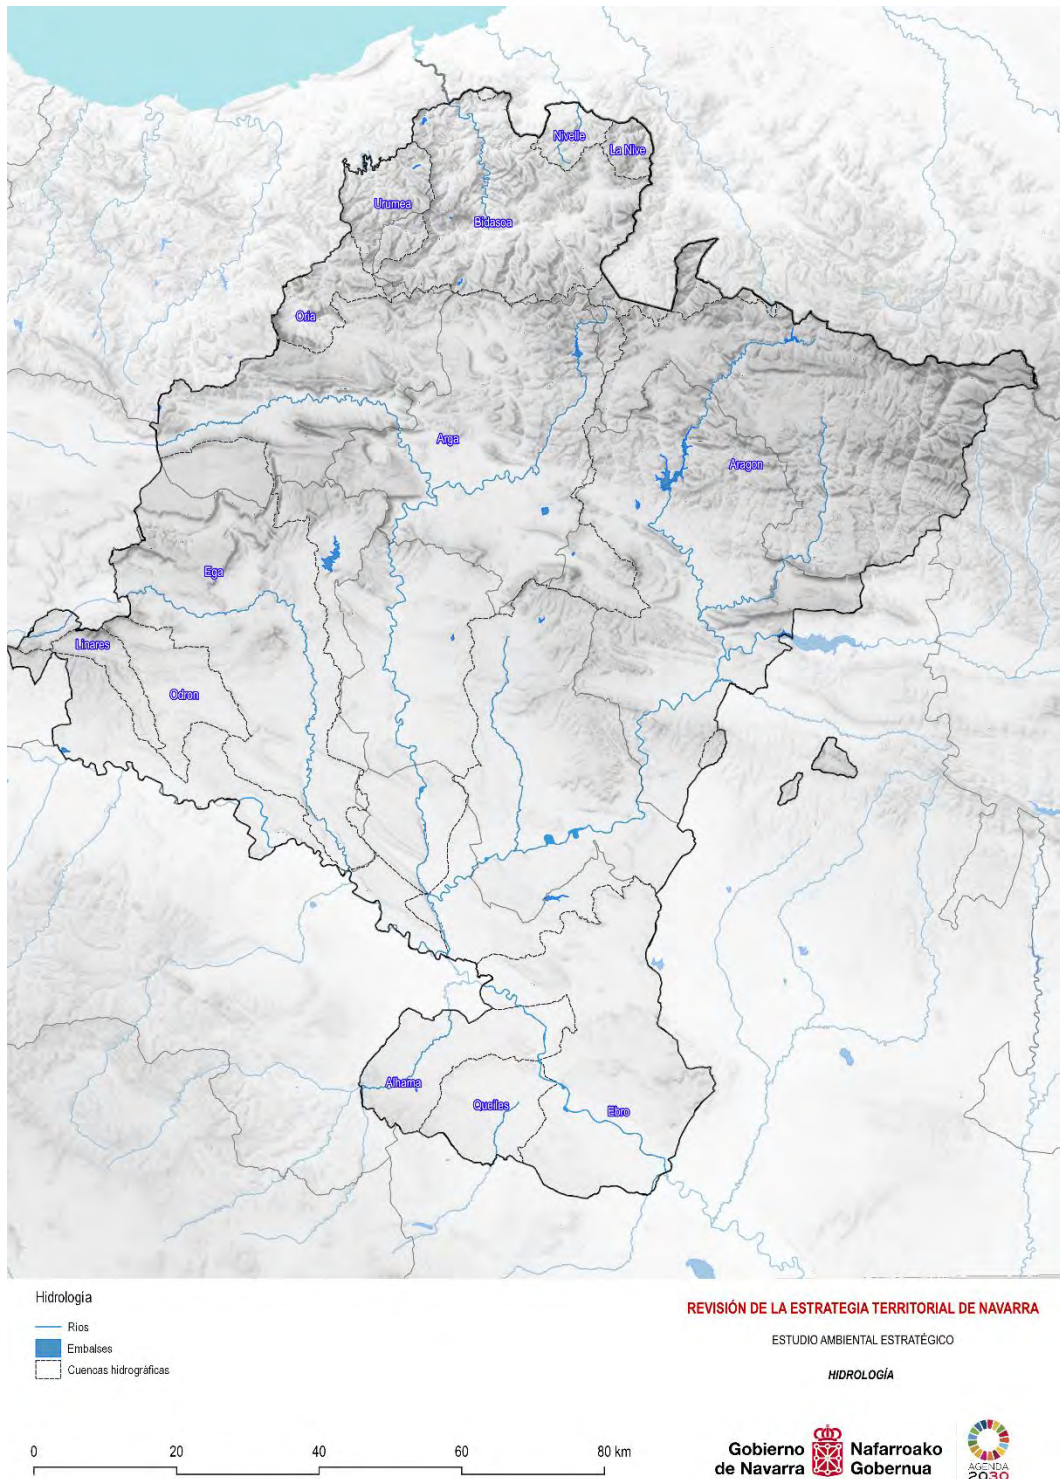 Nivelle
La Nive
Urumea
Bidasoa
Oria
Arga
Aragon
Ega
Linares
Odron
Alhama
Queiles
Ebro
Hidrología
Ríos
Embalses
Cuencas hidrográficas
REVISIÓN DE LA ESTRATEGIA TERRITORIAL DE NAVARRA
ESTUDIO AMBIENTAL ESTRATÉGICO
HIDROLOGÍA
0 20 40 60 80 km
Gobierno de Navarra
Nafarroako Gobernua
AGENDA
2030